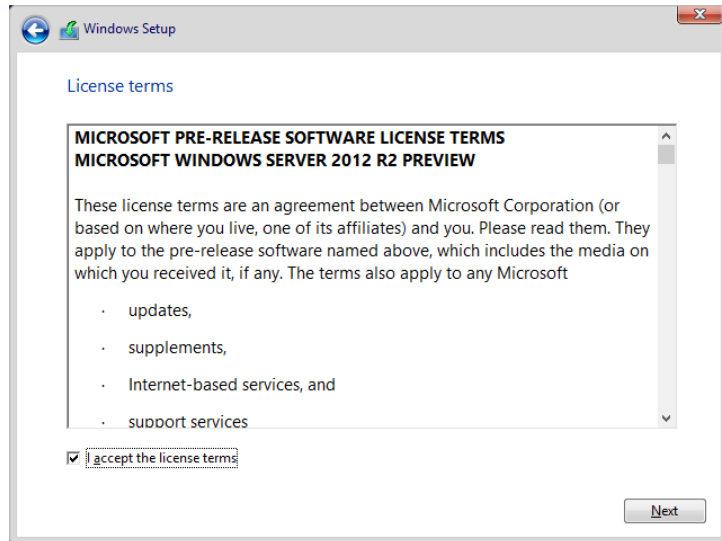 Windows Setup
License terms
MICROSOFT PRE-RELEASE SOFTWARE LICENSE TERMS
MICROSOFT WINDOWS SERVER 2012 R2 PREVIEW
These license terms are an agreement between Microsoft Corporation (or
based on where you live, one of its affiliates) and you. Please read them. They
apply to the pre-release software named above, which includes the media on
which you received it, if any. The terms also apply to any Microsoft
· updates,
· supplements,
· Internet-based services, and
· support services
I accept the license terms
Next